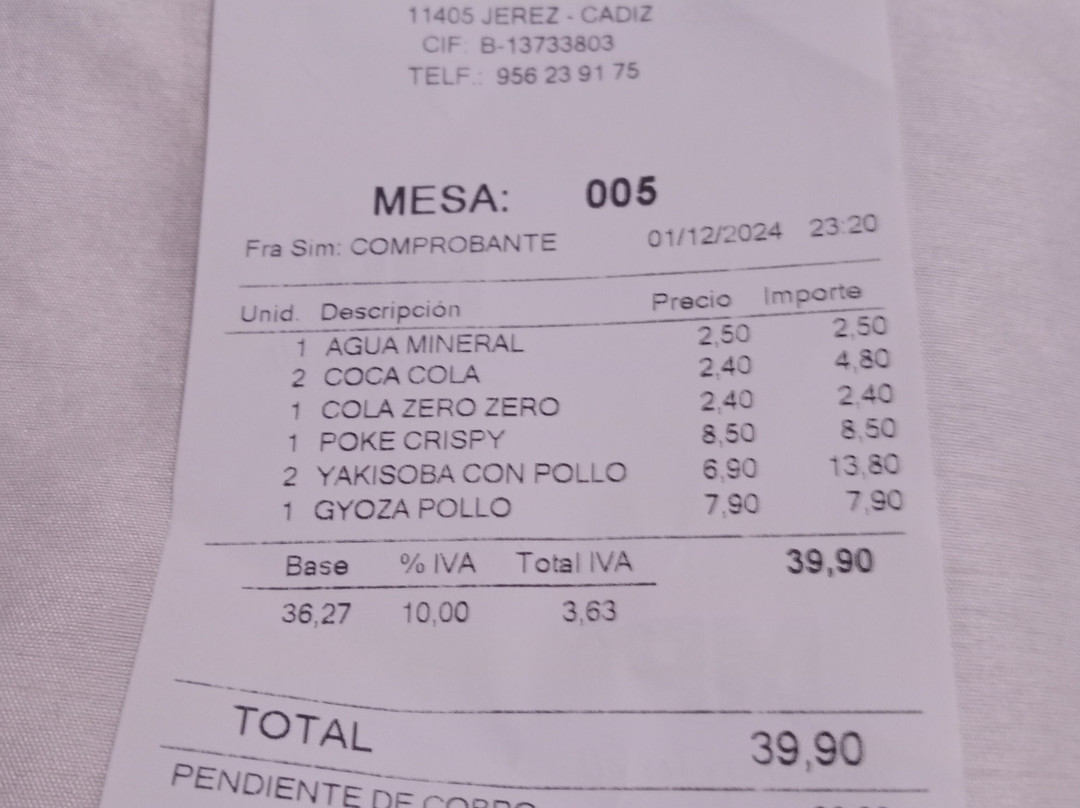 11405 JEREZ - CADIZ
CIF: B-13733803
TELF.: 956 23 91 75
MESA: 005
Fra Sim: COMPROBANTE 01/12/2024 23:20
Unid. Descripción Precio Importe
1 AGUA MINERAL 2,50 2,50
2 COCA COLA 2,40 4,80
1 COLA ZERO ZERO 2,40 2,40
1 POKE CRISPY 8,50 8,50
2 YAKISOBA CON POLLO 6,90 13,80
1 GYOZA POLLO 7,90 7,90
Base % IVA Total IVA 39,90
36,27 10,00 3,63
TOTAL 39,90
PENDIENTE DE COBRO